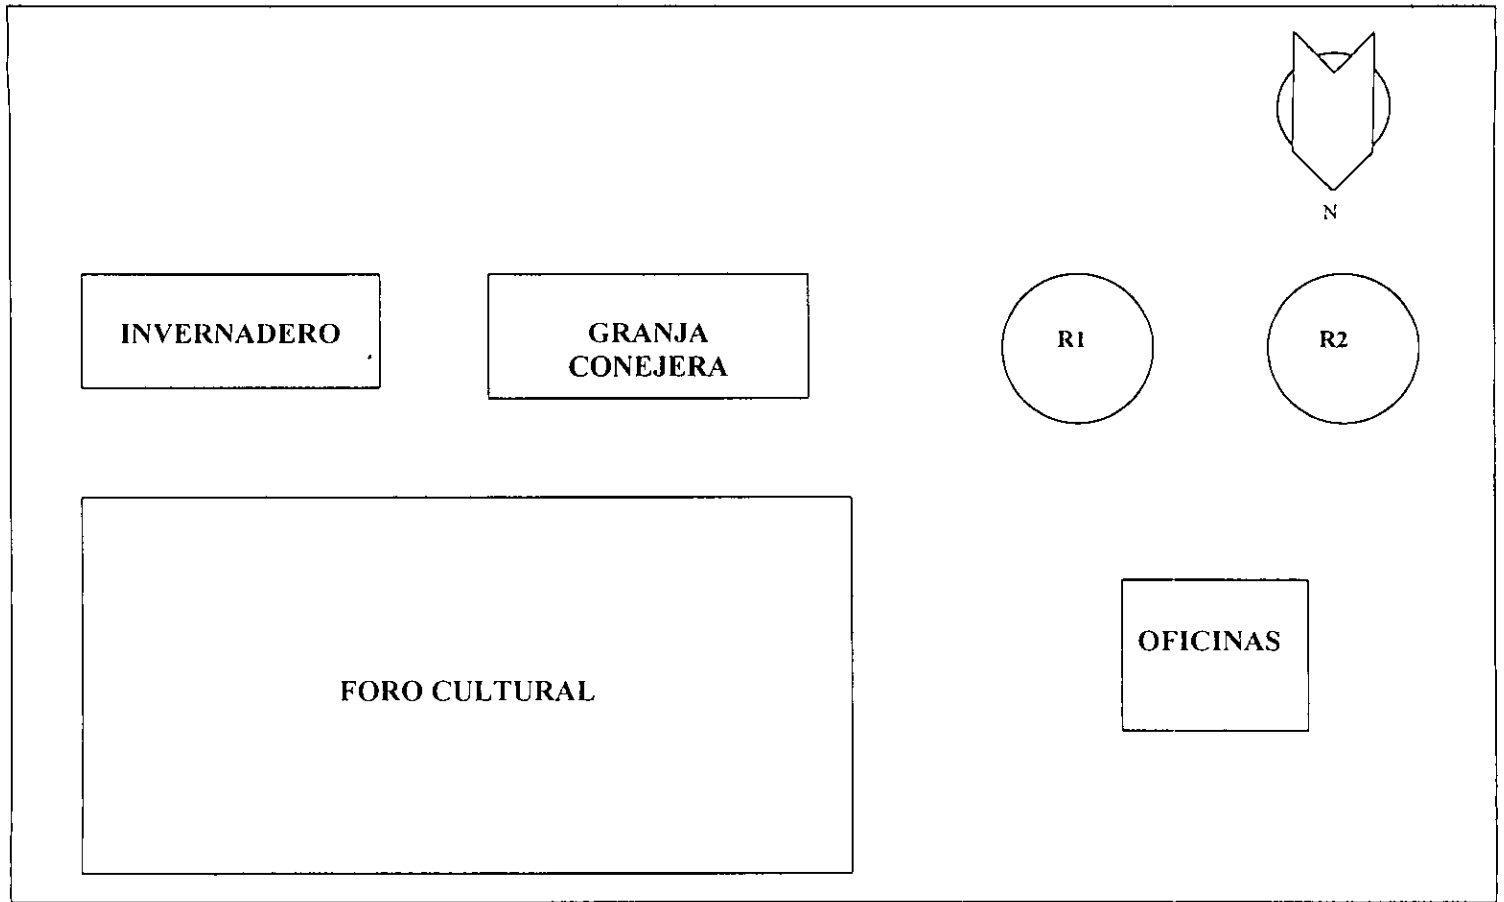 N
INVERNADERO
GRANJA
CONEJERA
R1
R2
OFICINAS
FORO CULTURAL